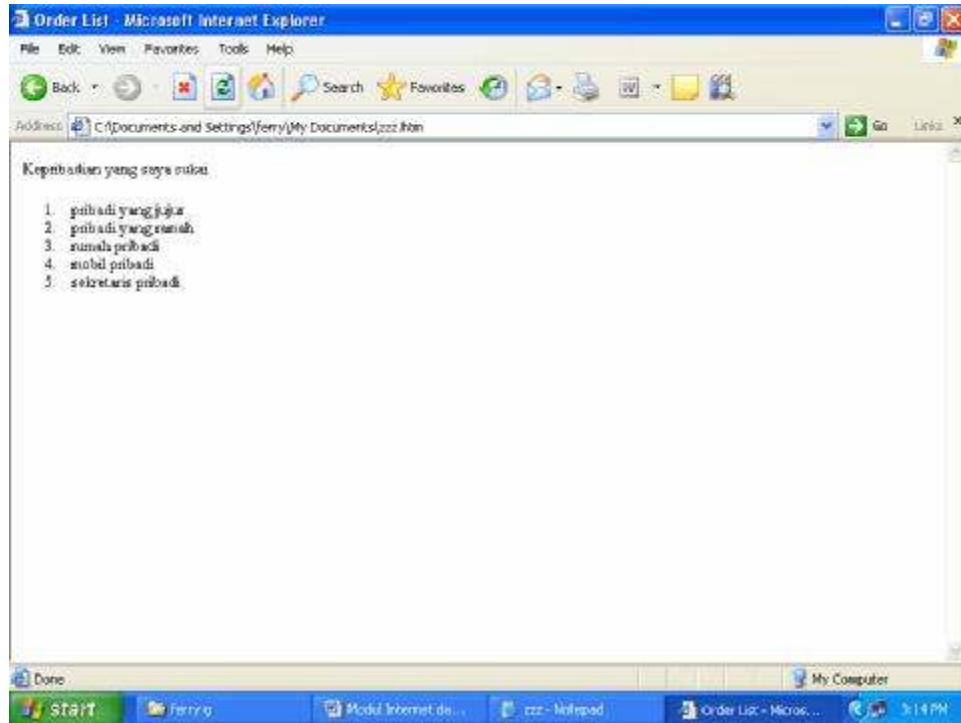 Order List - Microsoft Internet Explorer
File Edit View Favorites Tools Help
Back Search Favorites
Address C:\Documents and Settings\ferry\My Documents\zzz.htm Go Links
Kepribadian yang saya sukai
1. pribadi yang jujur
2. pribadi yang ramah
3. rumah pribadi
4. mobil pribadi
5. sekretaris pribadi
Done My Computer
start ferry g Modul Internet da... zzz - Notepad Order List - Micros... 3:14 PM